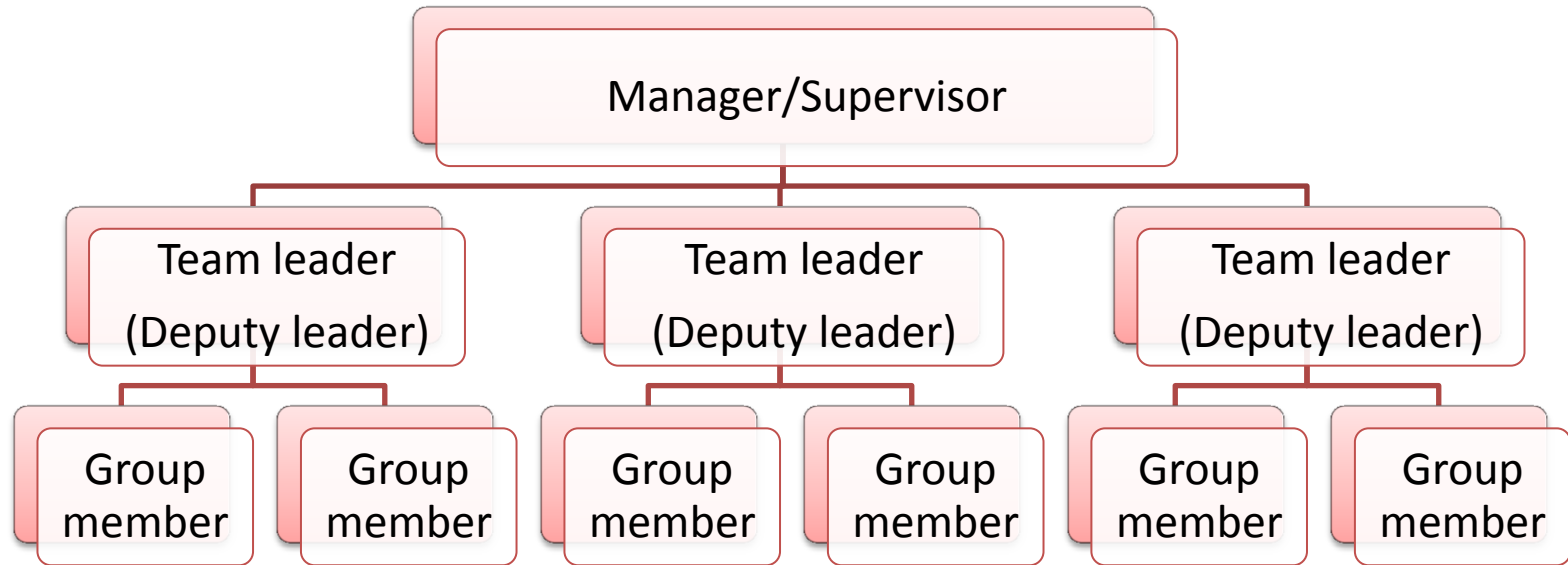 Manager/Supervisor
Team leader
(Deputy leader)
Team leader
(Deputy leader)
Team leader
(Deputy leader)
Group
member
Group
member
Group
member
Group
member
Group
member
Group
member